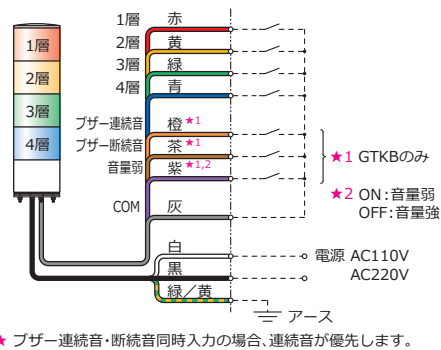 1層
2層
3層
4層
1層 赤
2層 黄
3層 緑
4層 青
ブザー連続音 橙★1
ブザー断続音 茶★1
音量弱 紫★1,2
COM 灰
白
黒
緑／黄
★1 GTKBのみ
★2 ON：音量弱
OFF：音量強
電源 AC110V
AC220V
アース
★ ブザー連続音・断続音同時入力の場合、連続音が優先します。